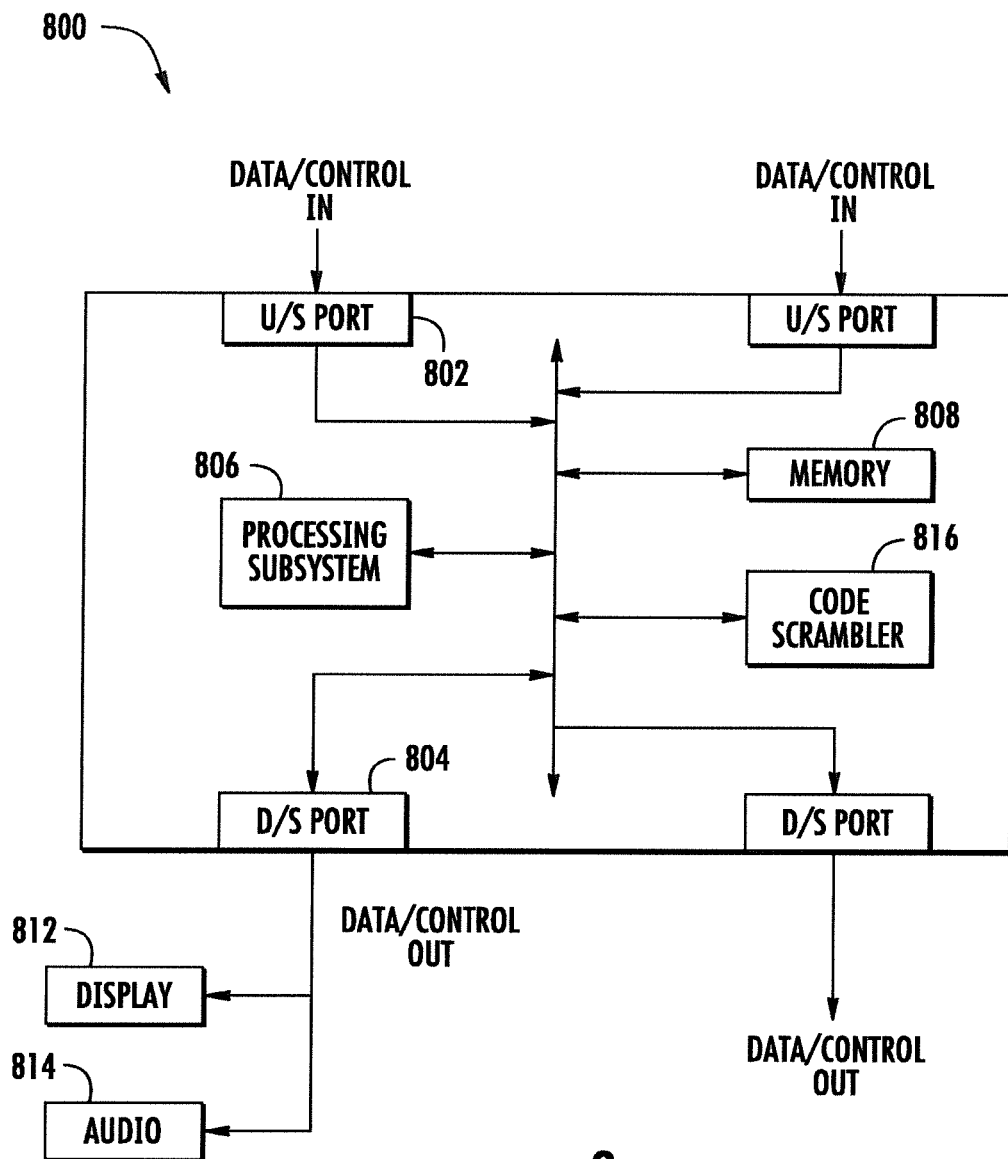 800
DATA/CONTROL
IN
DATA/CONTROL
IN
U/S PORT
U/S PORT
802
808
MEMORY
806
PROCESSING
SUBSYSTEM
816
CODE
SCRAMBLER
804
D/S PORT
D/S PORT
DATA/CONTROL
OUT
812
DISPLAY
DATA/CONTROL
OUT
814
AUDIO